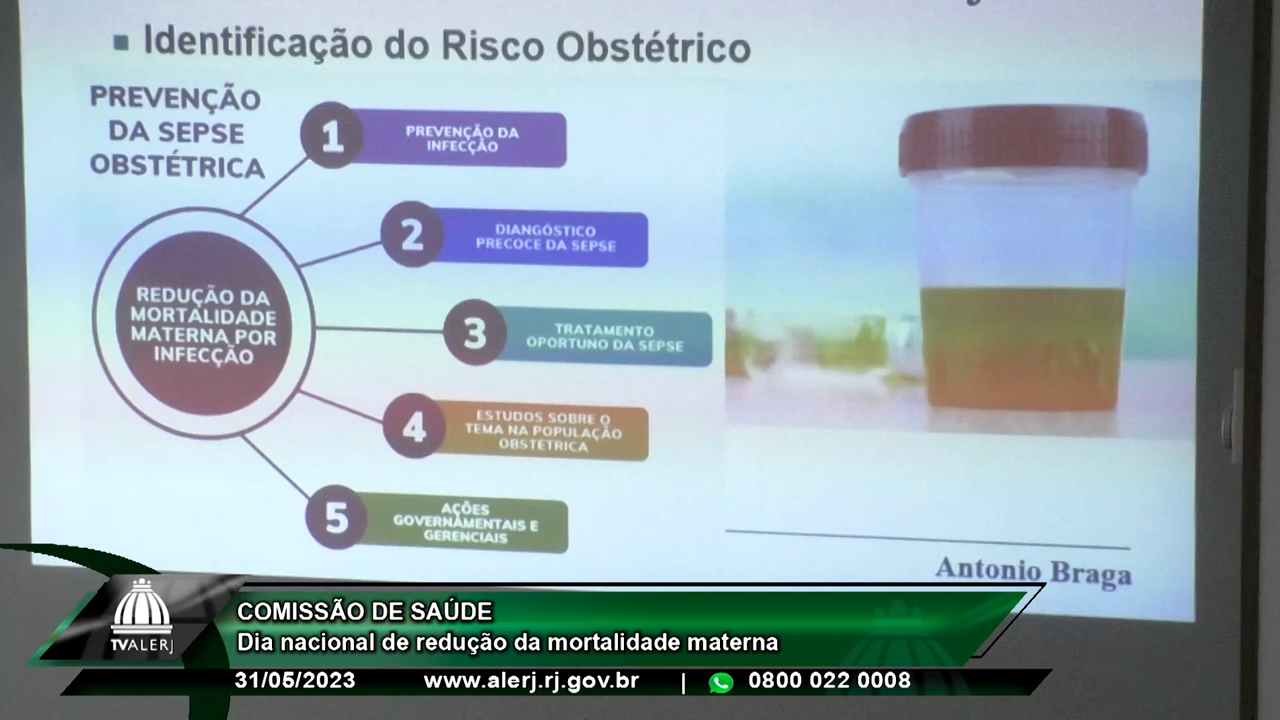 Identificação do Risco Obstétrico
PREVENÇÃO
DA SEPSE
OBSTÉTRICA
1
PREVENÇÃO DA
INFECÇÃO
2
DIANGÓSTICO
PRECOCE DA SEPSE
REDUÇÃO DA
MORTALIDADE
MATERNA POR
INFECÇÃO
3
TRATAMENTO
OPORTUNO DA SEPSE
4
ESTUDOS SOBRE O
TEMA NA POPULAÇÃO
OBSTÉTRICA
5
AÇÕES
GOVERNAMENTAIS E
GERENCIAIS
Antonio Braga
TVALERJ
COMISSÃO DE SAÚDE
Dia nacional de redução da mortalidade materna
31/05/2023 www.alerj.rj.gov.br | 0800 022 0008